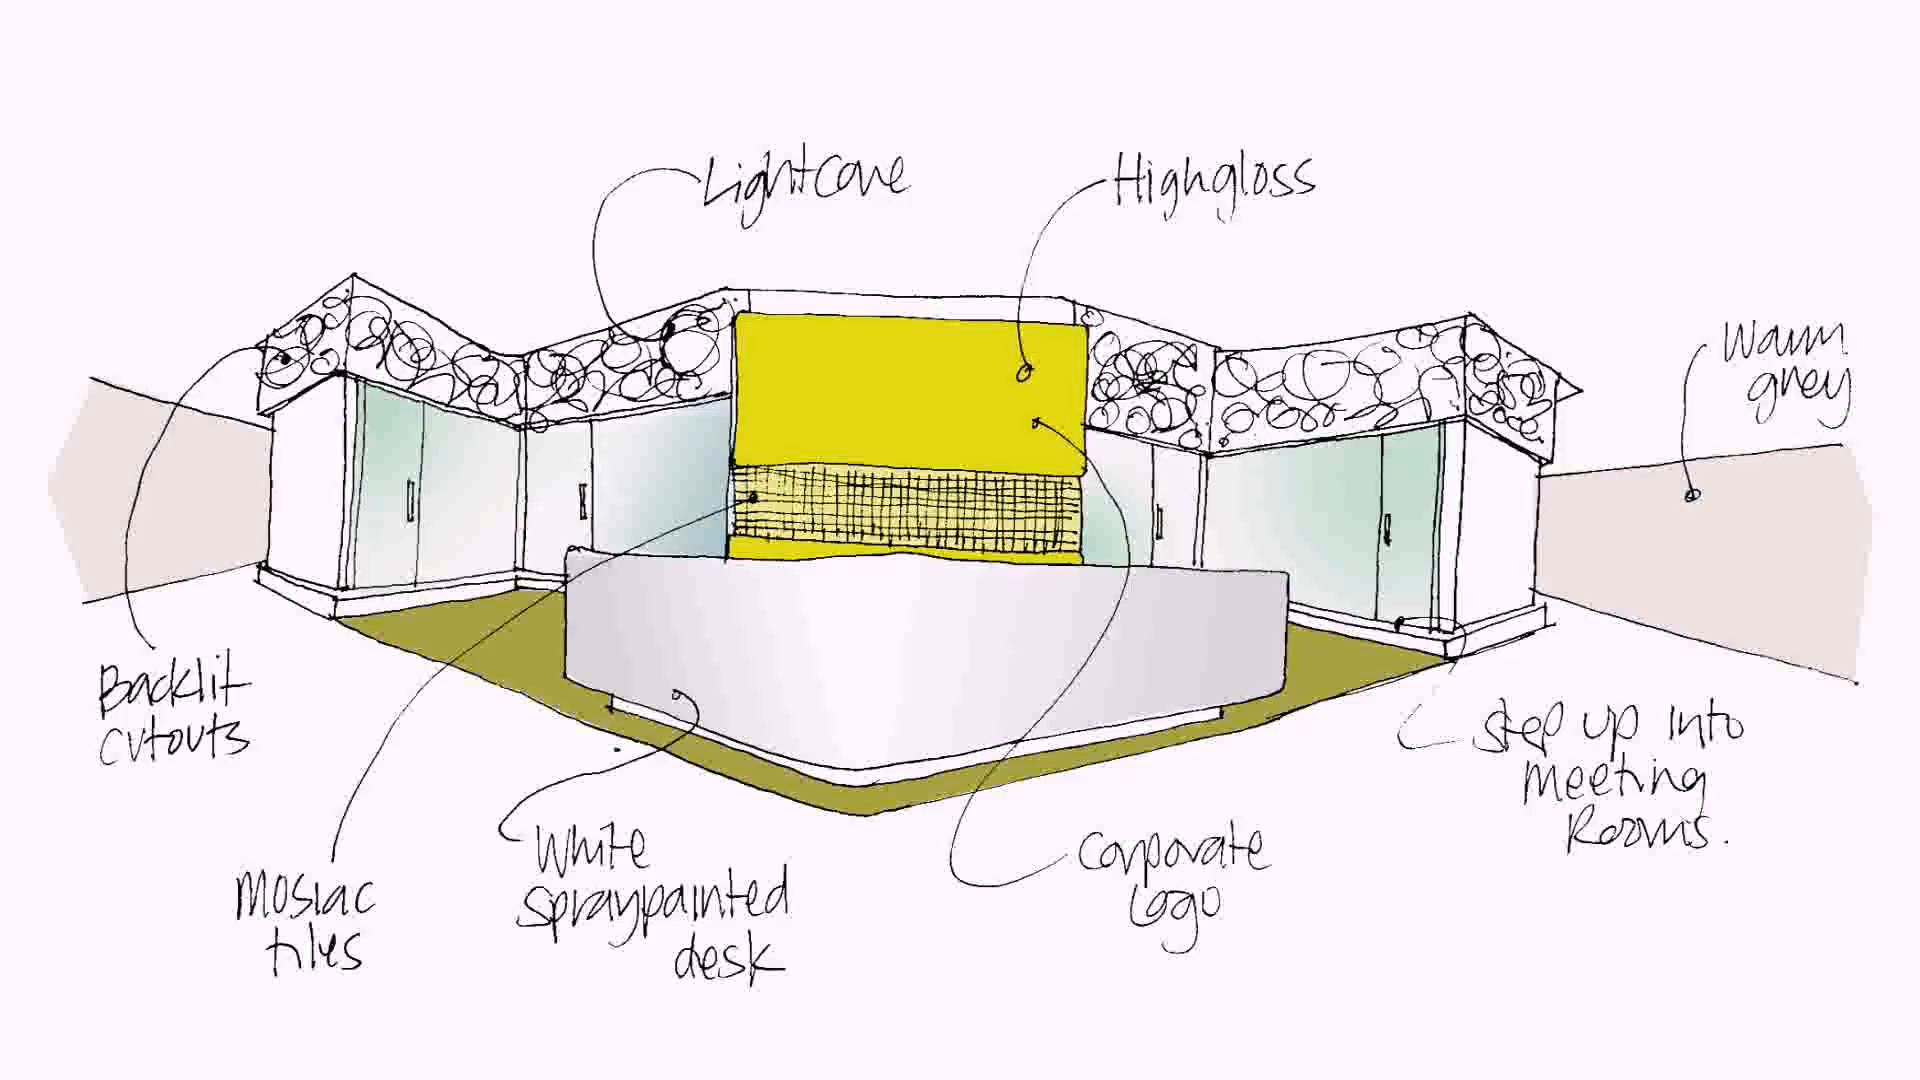 Lightcove
Highgloss
Warm
grey
Backlit
cutouts
Step up into
Meeting
Rooms.
White
spraypainted
desk
Corporate
Logo
Mosiac
tiles